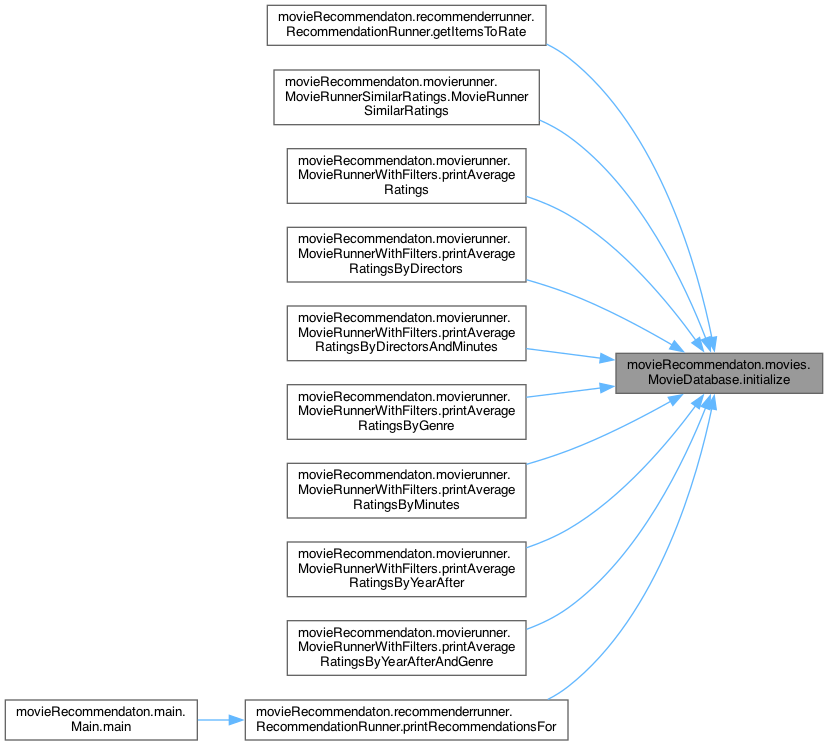 movieRecommendaton.recommenderrunner.
RecommendationRunner.getItemsToRate
movieRecommendaton.movierunner.
MovieRunnerSimilarRatings.MovieRunner
SimilarRatings
movieRecommendaton.movierunner.
MovieRunnerWithFilters.printAverage
Ratings
movieRecommendaton.movierunner.
MovieRunnerWithFilters.printAverage
RatingsByDirectors
movieRecommendaton.movierunner.
MovieRunnerWithFilters.printAverage
RatingsByDirectorsAndMinutes
movieRecommendaton.movies.
MovieDatabase.initialize
movieRecommendaton.movierunner.
MovieRunnerWithFilters.printAverage
RatingsByGenre
movieRecommendaton.movierunner.
MovieRunnerWithFilters.printAverage
RatingsByMinutes
movieRecommendaton.movierunner.
MovieRunnerWithFilters.printAverage
RatingsByYearAfter
movieRecommendaton.movierunner.
MovieRunnerWithFilters.printAverage
RatingsByYearAfterAndGenre
movieRecommendaton.main.
Main.main
movieRecommendaton.recommenderrunner.
RecommendationRunner.printRecommendationsFor